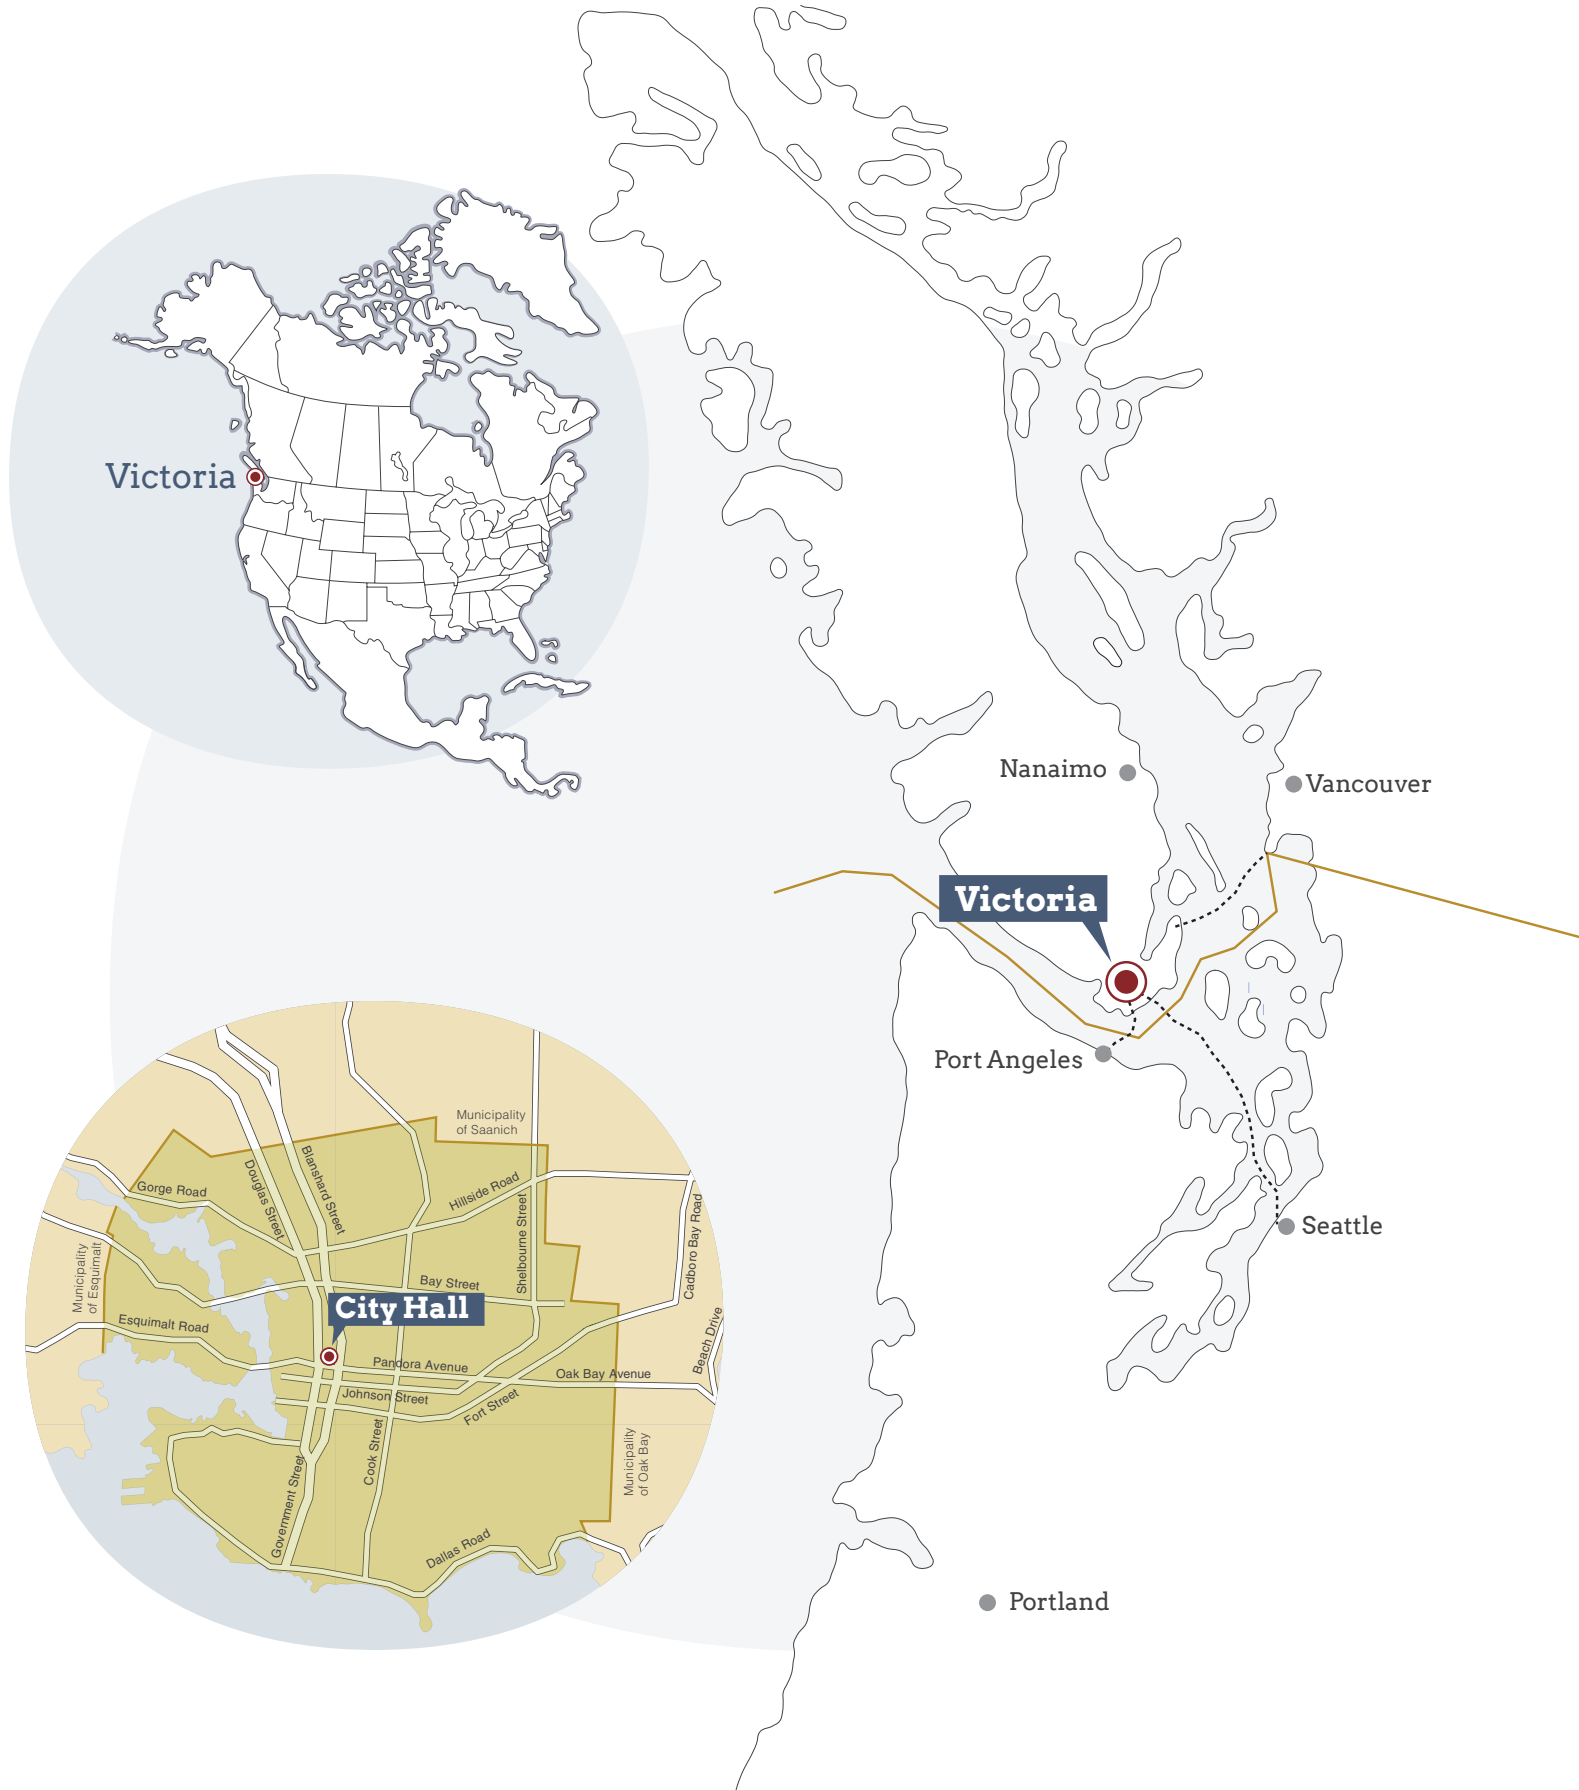 Victoria
Nanaimo
Vancouver
Victoria
Port Angeles
Seattle
Portland
Municipality
of Saanich
Gorge Road
Douglas Street
Blanshard Street
Hillside Road
Shelbourne Street
Cadboro Bay Road
Municipality
of Esquimalt
Bay Street
City Hall
Esquimalt Road
Beach Drive
Pandora Avenue
Oak Bay Avenue
Johnson Street
Fort Street
Cook Street
Municipality
of Oak Bay
Government Street
Dallas Road